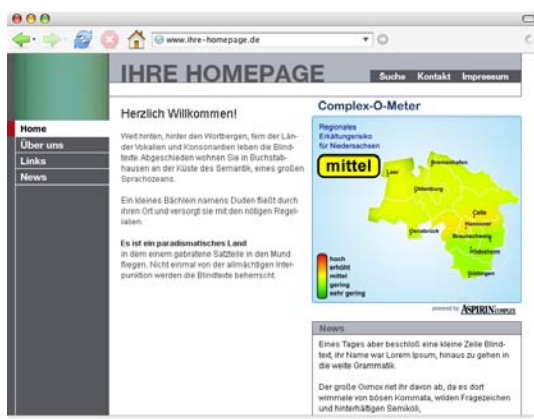 www.ihre-homepage.de
IHRE HOMEPAGE
Suche Kontakt Impressum
Home
Über uns
Links
News
Herzlich Willkommen!
Weit hinten, hinter den Wortbergen, fern der Län-
der Vokalien und Konsonantien leben die Blind-
texte. Abgeschieden wohnen Sie in Buchstab-
hausen an der Küste des Semantik, eines großen
Sprachozeans.
Ein kleines Bächlein namens Duden fließt durch
ihren Ort und versorgt sie mit den nötigen Regel-
ialien.
Es ist ein paradismatisches Land
in dem einem gebratene Satzteile in den Mund
fliegen. Nicht einmal von der allmächtigen Inter-
punktion werden die Blindtexte beherrscht.
Complex-O-Meter
Regionales
Erkältungsrisiko
für Niedersachsen
mittel
Bremerhaven
Leer
Oldenburg
Celle
Hannover
Osnabrück
Braunschweig
Hildesheim
Göttingen
hoch
erhöht
mittel
gering
sehr gering
powered by ASPIRIN COMPLEX
News
Eines Tages aber beschloß eine kleine Zeile Blind-
text, ihr Name war Lorem Ipsum, hinaus zu gehen in
die weite Grammatik.
Der große Oxmox riet ihr davon ab, da es dort
wimmele von bösen Kommata, wilden Fragezeichen
und hinterhältigen Semikoli,